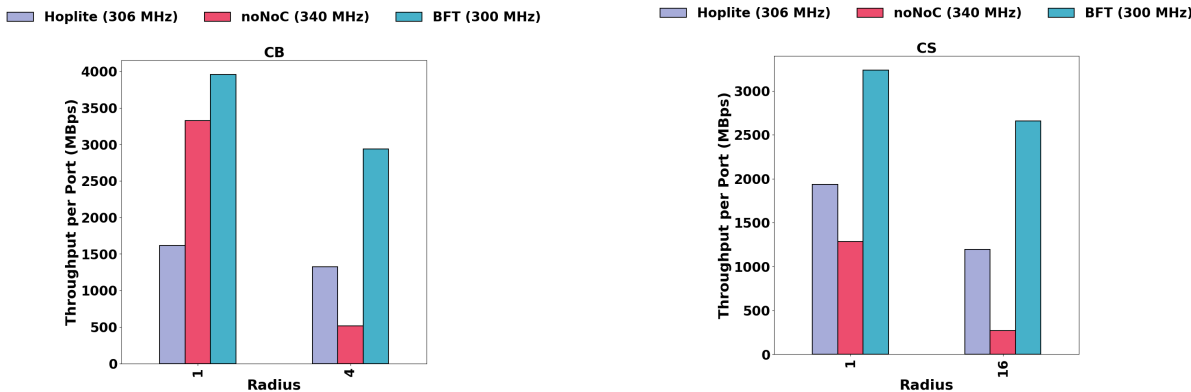 Hoplite (306 MHz) noNoC (340 MHz) BFT (300 MHz)
CB
Throughput per Port (MBps)
4000
3500
3000
2500
2000
1500
1000
500
0
1 4
Radius
Hoplite (306 MHz) noNoC (340 MHz) BFT (300 MHz)
CS
Throughput per Port (MBps)
3000
2500
2000
1500
1000
500
0
1 16
Radius